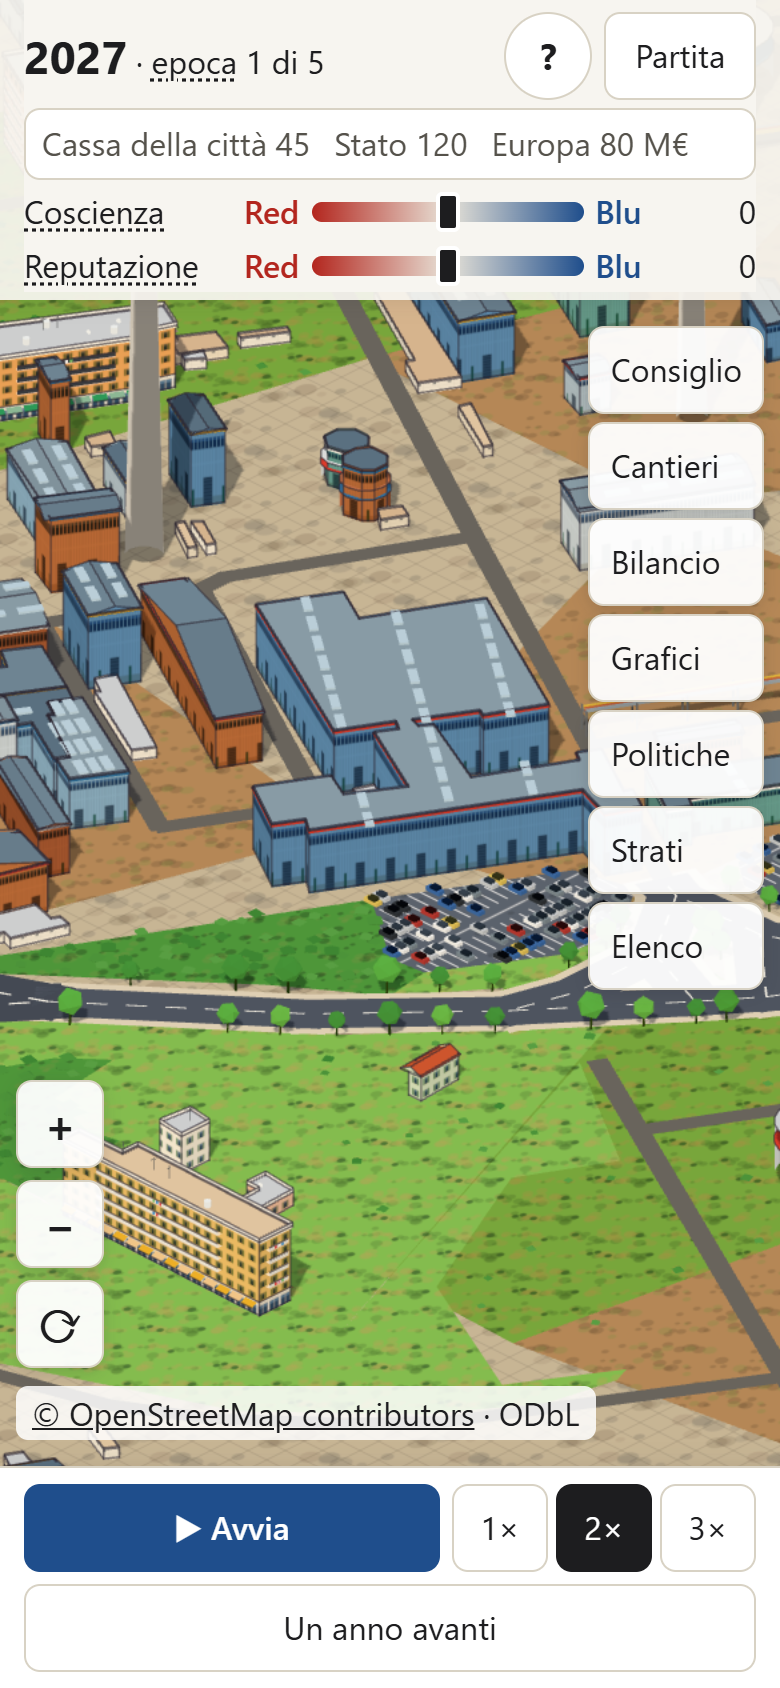 2027 · epoca 1 di 5
?
Partita
Cassa della città 45 Stato 120 Europa 80 M€
Coscienza Red Blu 0
Reputazione Red Blu 0
Consiglio
Cantieri
Bilancio
Grafici
Politiche
Strati
Elenco
+
−
© OpenStreetMap contributors · ODbL
▶ Avvia
1×
2×
3×
Un anno avanti